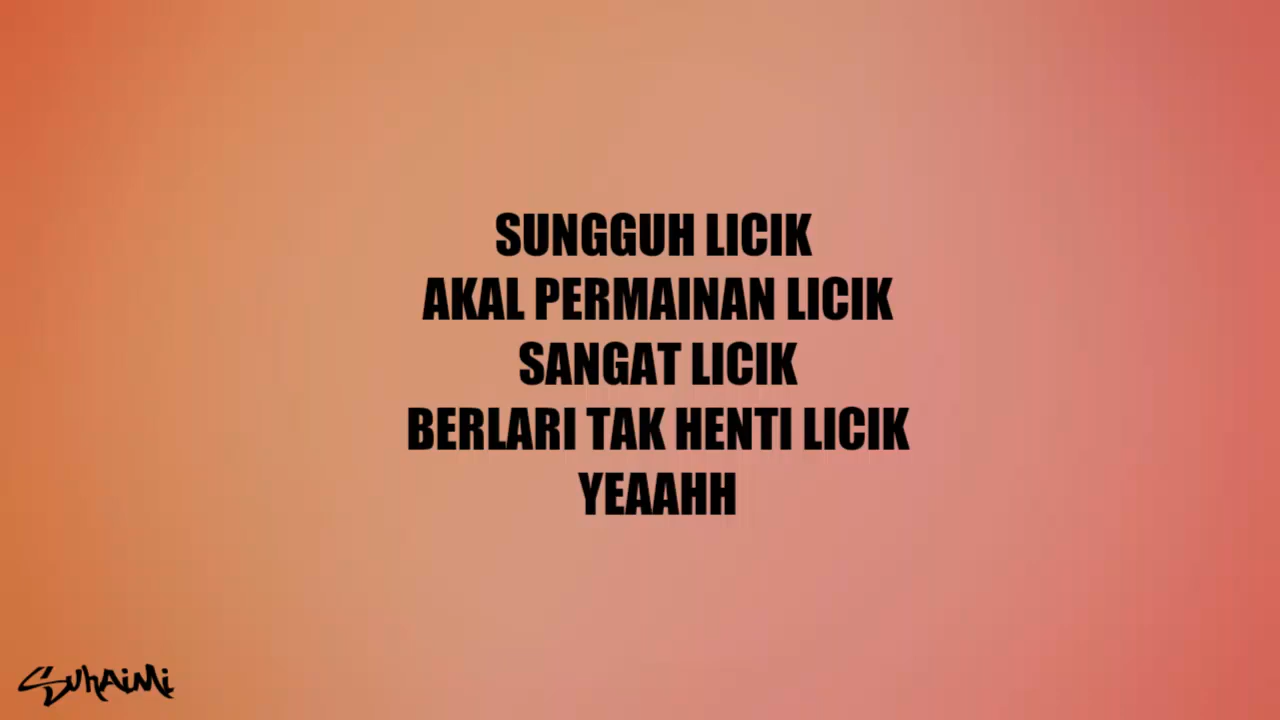 SUNGGUH LICIK
AKAL PERMAINAN LICIK
SANGAT LICIK
BERLARI TAK HENTI LICIK
YEAAHH
SUHAiMi